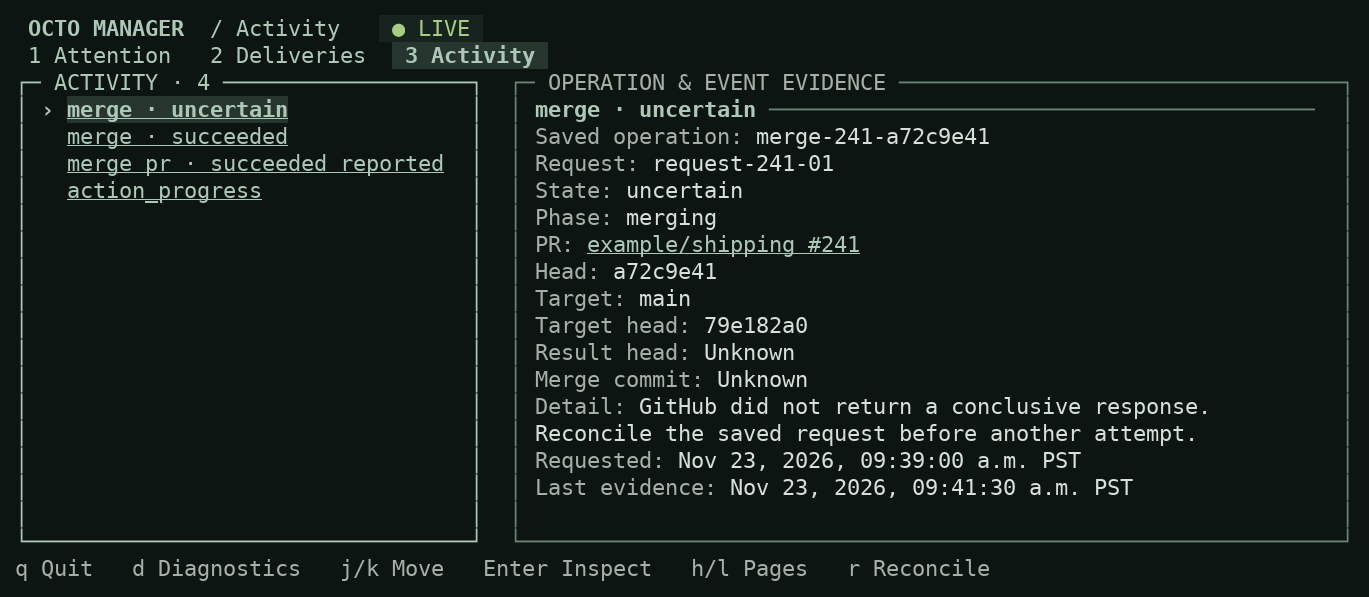 OCTO MANAGER / Activity ● LIVE
1 Attention 2 Deliveries 3 Activity
ACTIVITY · 4
› merge · uncertain
merge · succeeded
merge pr · succeeded reported
action_progress
OPERATION & EVENT EVIDENCE
merge · uncertain
Saved operation: merge-241-a72c9e41
Request: request-241-01
State: uncertain
Phase: merging
PR: example/shipping #241
Head: a72c9e41
Target: main
Target head: 79e182a0
Result head: Unknown
Merge commit: Unknown
Detail: GitHub did not return a conclusive response.
Reconcile the saved request before another attempt.
Requested: Nov 23, 2026, 09:39:00 a.m. PST
Last evidence: Nov 23, 2026, 09:41:30 a.m. PST
q Quit d Diagnostics j/k Move Enter Inspect h/l Pages r Reconcile